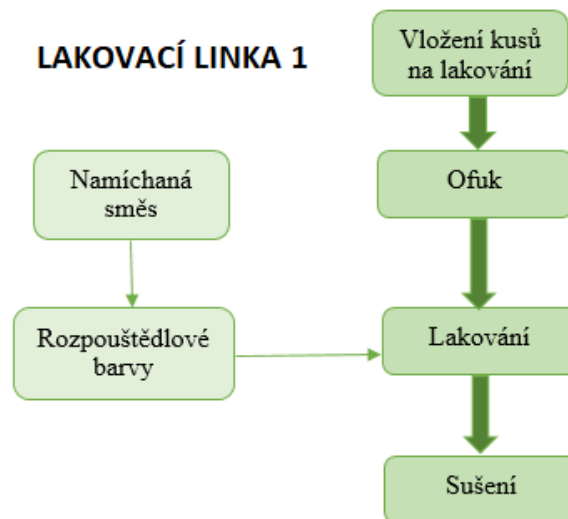 LAKOVACÍ LINKA 1
Vložení kusů
na lakování
Ofuk
Namíchaná
směs
Rozpouštědlové
barvy
Lakování
Sušení